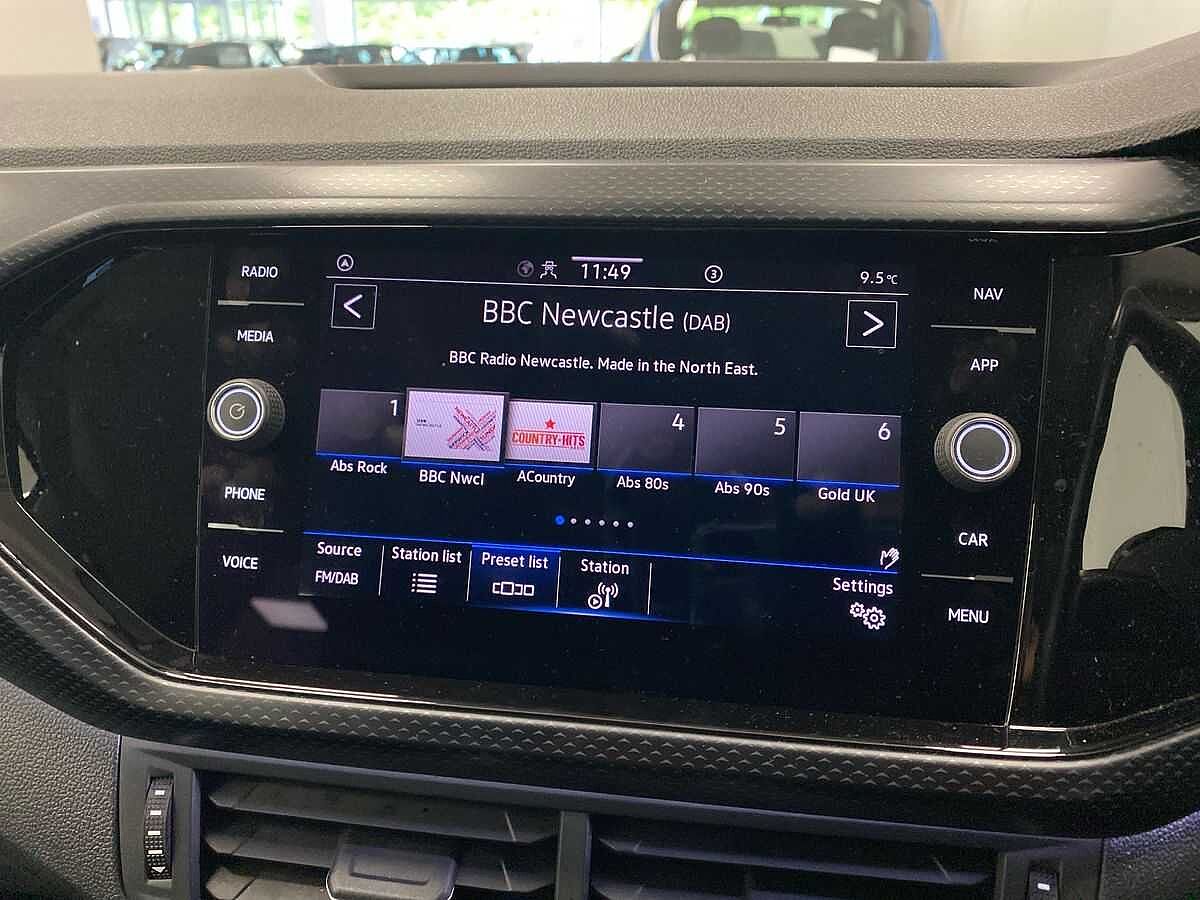 RADIO
MEDIA
PHONE
VOICE
A
11:49
3
9.5°C
<
BBC Newcastle (DAB)
>
BBC Radio Newcastle. Made in the North East.
1
4
5
6
COUNTRY-HITS
Abs Rock
BBC Nwcl
ACountry
Abs 80s
Abs 90s
Gold UK
Source
FM/DAB
Station list
Preset list
Station
Settings
NAV
APP
CAR
MENU